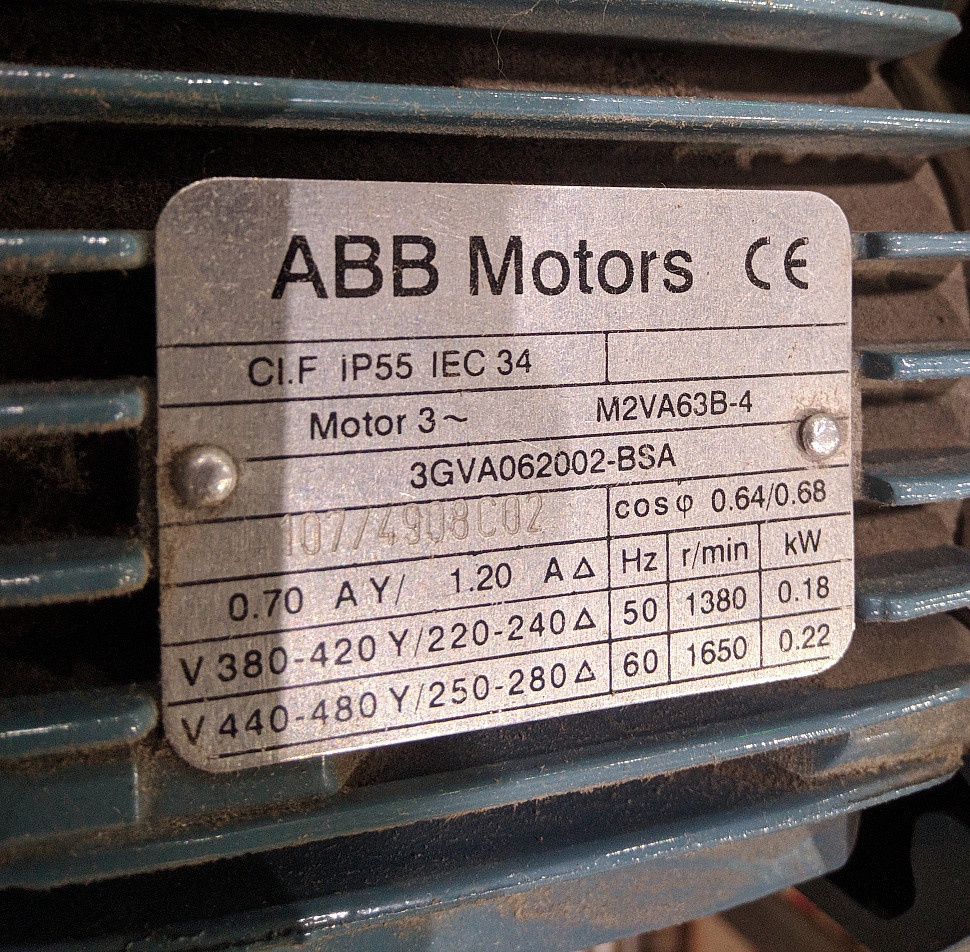 ABB Motors CE
Cl.F IP55 IEC 34
Motor 3~ M2VA63B-4
3GVA062002-BSA
cosφ 0.64/0.68
0.70 A Y/ 1.20 A Δ Hz r/min kW
V 380-420 Y/220-240 Δ 50 1380 0.18
V 440-480 Y/250-280 Δ 60 1650 0.22